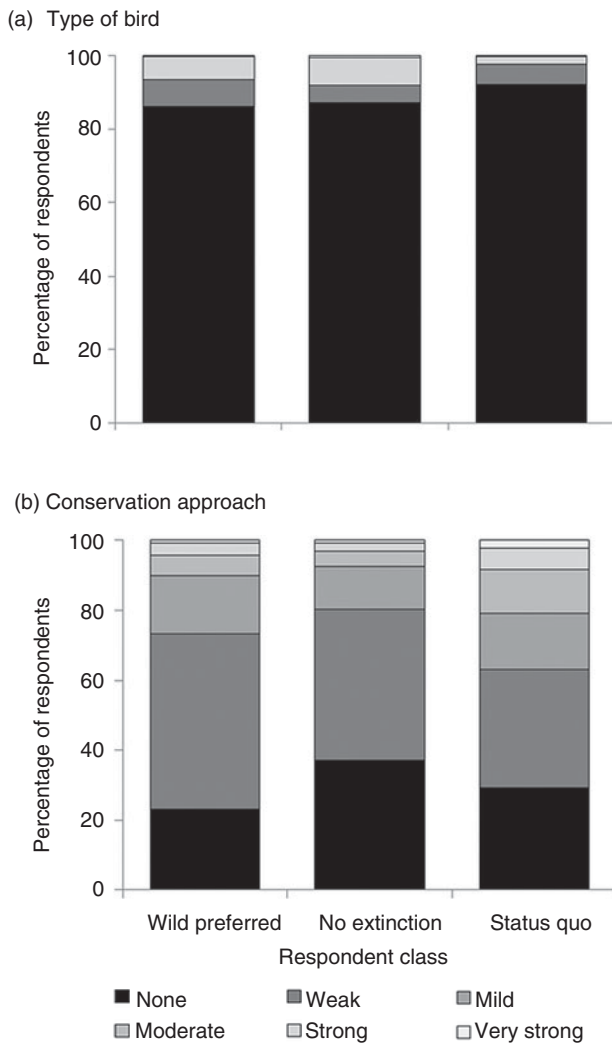 (a) Type of bird
Percentage of respondents
100
80
60
40
20
0
(b) Conservation approach
Percentage of respondents
100
80
60
40
20
0
Wild preferred No extinction Status quo
Respondent class
None Weak Mild
Moderate Strong Very strong